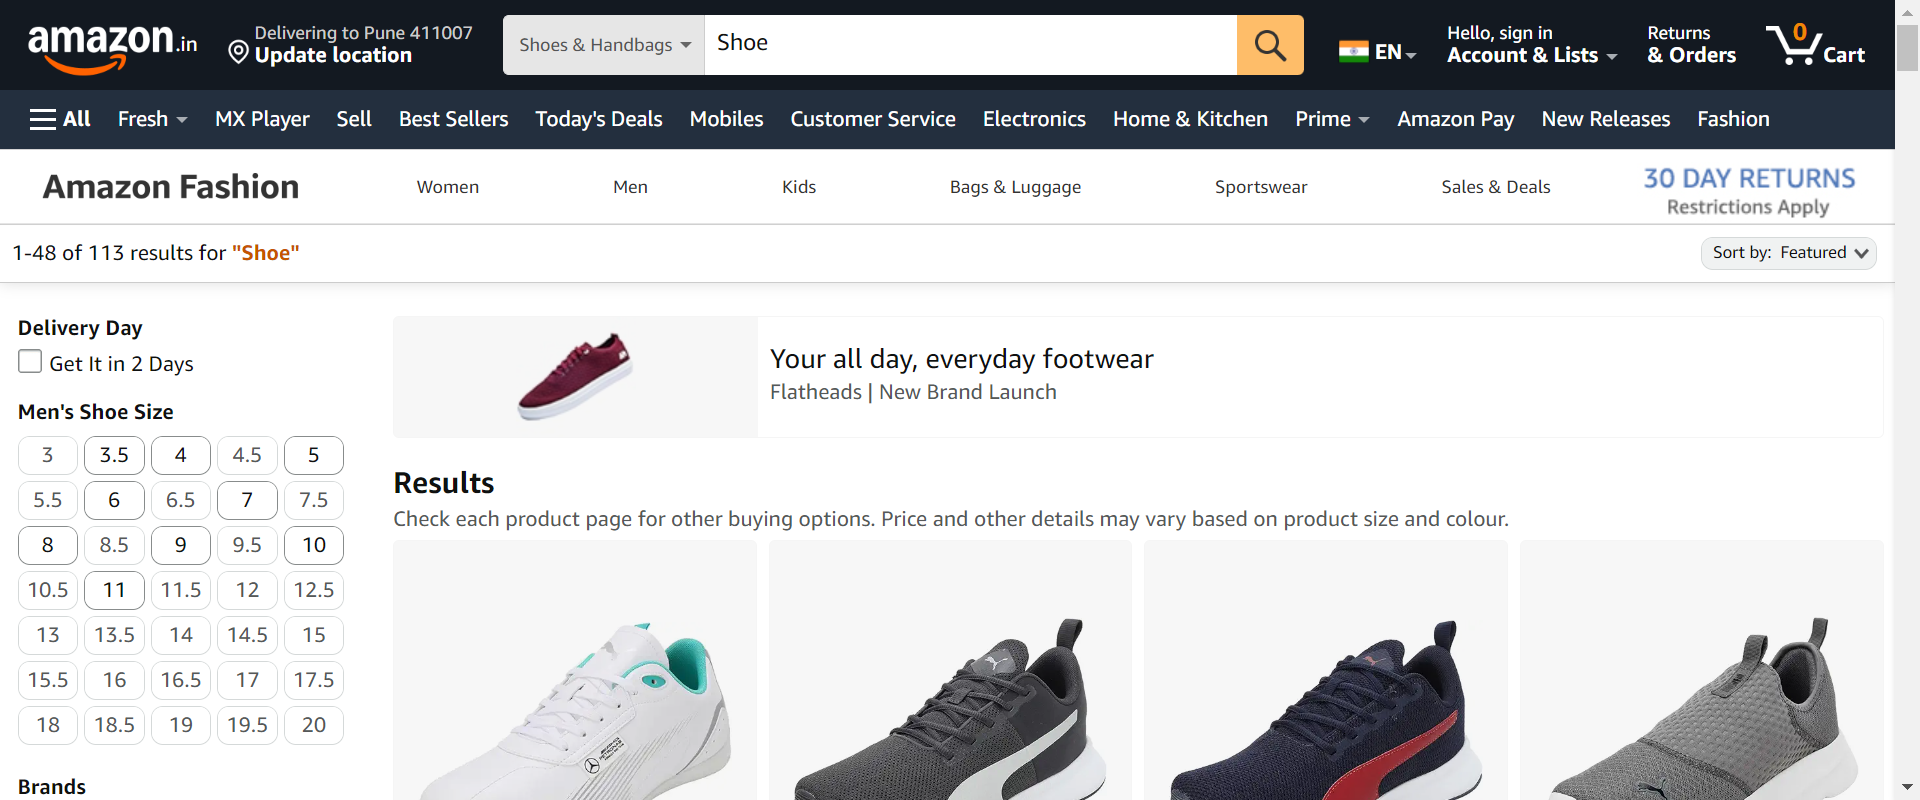 amazon.in
Delivering to Pune 411007
Update location
Shoes & Handbags
Shoe
EN
Hello, sign in
Account & Lists
Returns
& Orders
0
Cart
All Fresh MX Player Sell Best Sellers Today's Deals Mobiles Customer Service Electronics Home & Kitchen Prime Amazon Pay New Releases Fashion
Amazon Fashion Women Men Kids Bags & Luggage Sportswear Sales & Deals
30 DAY RETURNS
Restrictions Apply
1-48 of 113 results for "Shoe"
Sort by: Featured
Delivery Day
Get It in 2 Days
Men's Shoe Size
3 3.5 4 4.5 5
5.5 6 6.5 7 7.5
8 8.5 9 9.5 10
10.5 11 11.5 12 12.5
13 13.5 14 14.5 15
15.5 16 16.5 17 17.5
18 18.5 19 19.5 20
Brands
Your all day, everyday footwear
Flatheads | New Brand Launch
Results
Check each product page for other buying options. Price and other details may vary based on product size and colour.